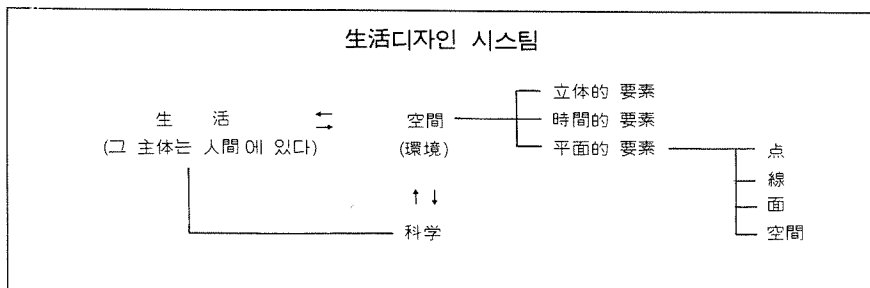 生活디자인 시스팀
立体的 要素
生 活 ⇄ 空間 時間的 要素
(그 主体는 人間에 있다) (環境) 平面的 要素 点
線
↑↓ 面
科学 空間